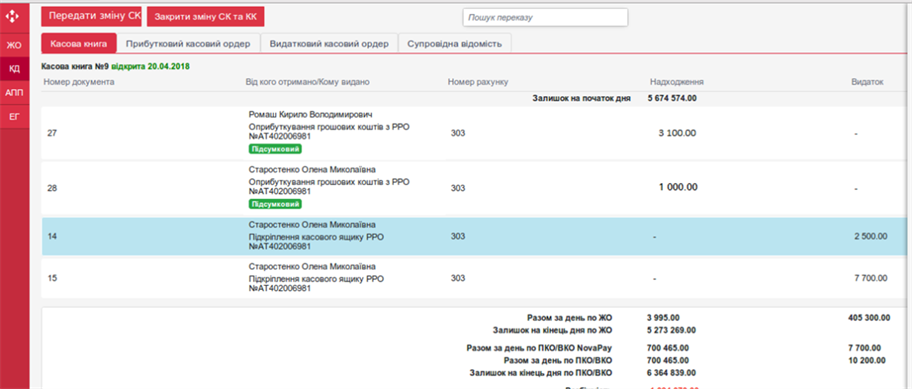 Передати зміну СК Закрити зміну СК та КК Пошук переказу
ЖО
КД
АПП
ЕГ
Касова книга Прибутковий касовий ордер Видатковий касовий ордер Супровідна відомість
Касова книга №9 відкрита 20.04.2018
Номер документа Від кого отримано/Кому видано Номер рахунку Надходження Видаток
Залишок на початок дня 5 674 574.00
Ромаш Кирило Володимирович
27 Оприбуткування грошових коштів з РРО 303 3 100.00 -
№АТ402006981
Підсумковий
Старостенко Олена Миколаївна
28 Оприбуткування грошових коштів з РРО 303 1 000.00 -
№АТ402006981
Підсумковий
Старостенко Олена Миколаївна
14 Підкріплення касового ящику РРО 303 - 2 500.00
№АТ402006981
Старостенко Олена Миколаївна
15 Підкріплення касового ящику РРО 303 - 7 700.00
№АТ402006981
Разом за день по ЖО 3 995.00 405 300.00
Залишок на кінець дня по ЖО 5 273 269.00
Разом за день по ПКО/ВКО NovaPay 700 465.00 7 700.00
Разом за день по ПКО/ВКО 700 465.00 10 200.00
Залишок на кінець дня по ПКО/ВКО 6 364 839.00